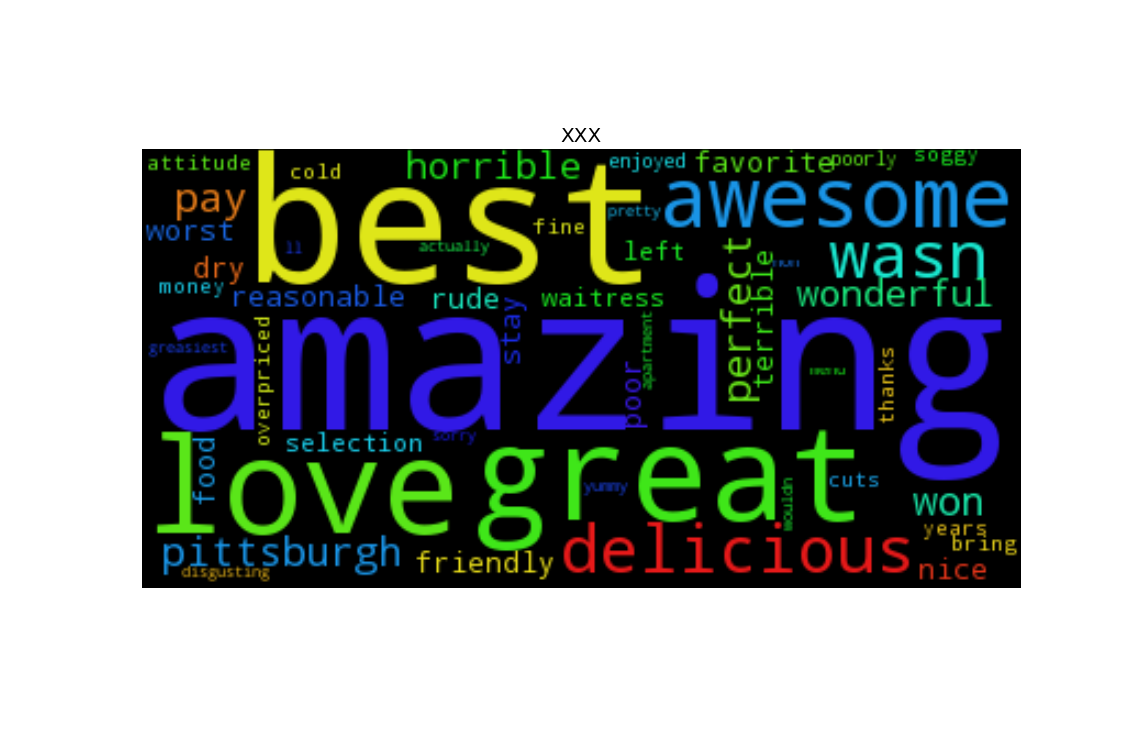 XXX
attitude
cold
horrible
enjoyed
favorite
poorly
soggy
best
pay
awesome
worst
ll
actually
fine
pretty
left
wasn
dry
money
reasonable
rude
stay
waitress
perfect
terrible
wonderful
amazing
greasiest
overpriced
poor
apartment
thanks
sorry
love
great
food
selection
yummy
wouldn
cuts
won
pittsburgh
disgusting
friendly
delicious
years
bring
nice